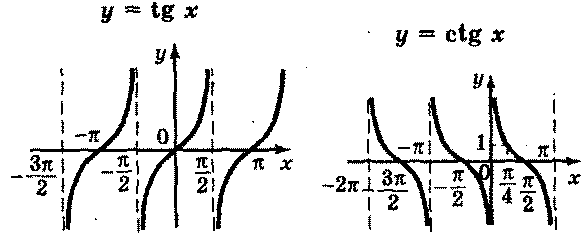 y = tg x
y
-π 0 π x
-3π/2 -π/2 π/2
y = ctg x
y
-π 1 π
0 x
-2π -3π/2 -π/2 π/4 π/2